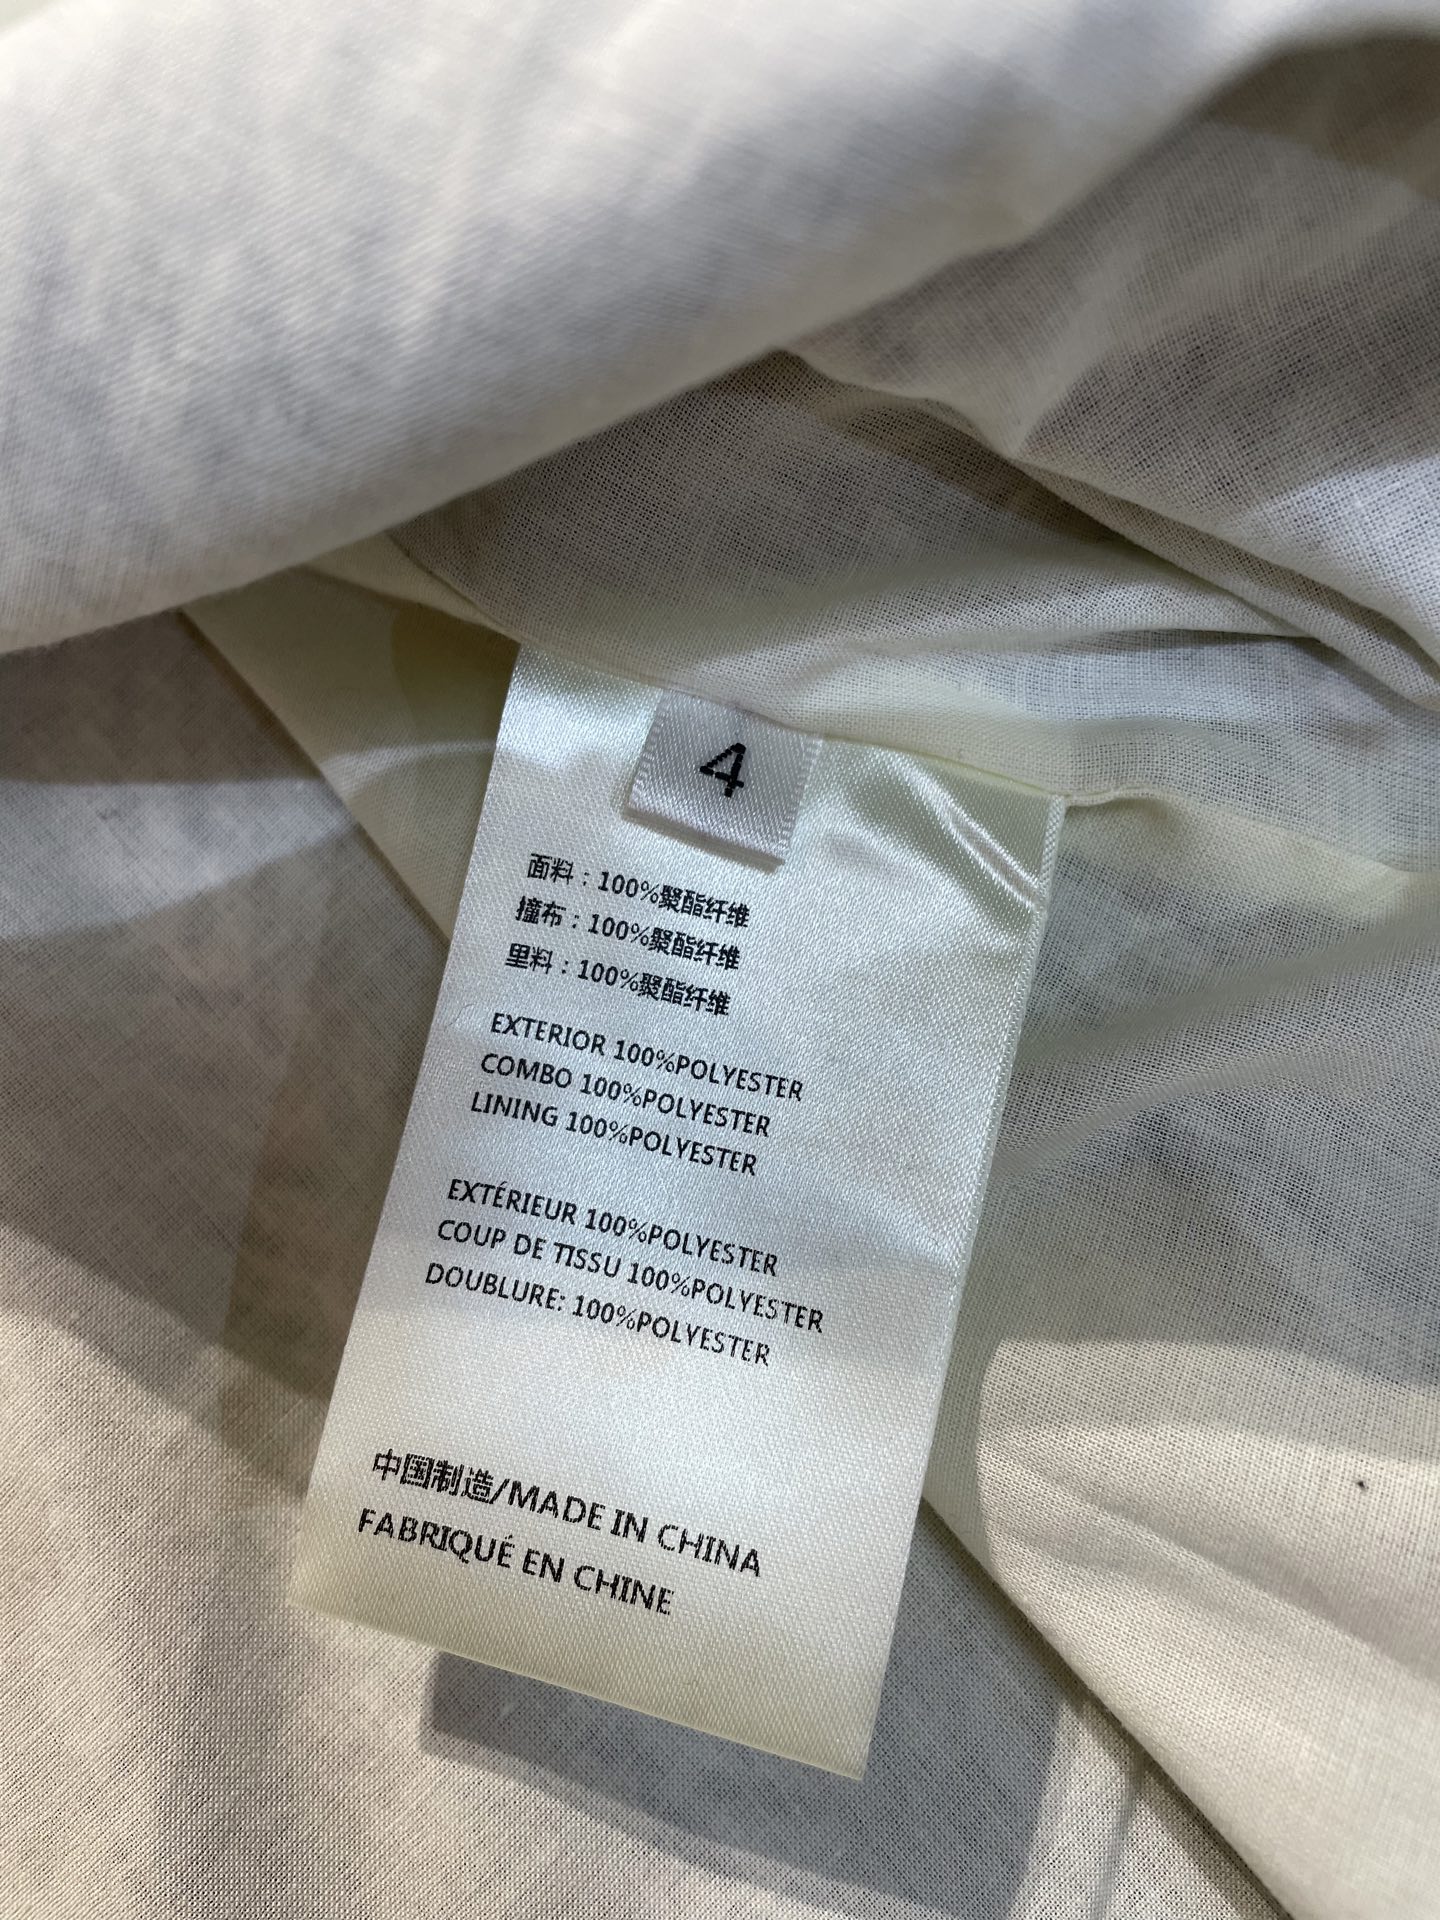 4
面料：100%聚酯纤维
撞布：100%聚酯纤维
里料：100%聚酯纤维
EXTERIOR 100%POLYESTER
COMBO 100%POLYESTER
LINING 100%POLYESTER
EXTÉRIEUR 100%POLYESTER
COUP DE TISSU 100%POLYESTER
DOUBLURE: 100%POLYESTER
中国制造/MADE IN CHINA
FABRIQUÉ EN CHINE